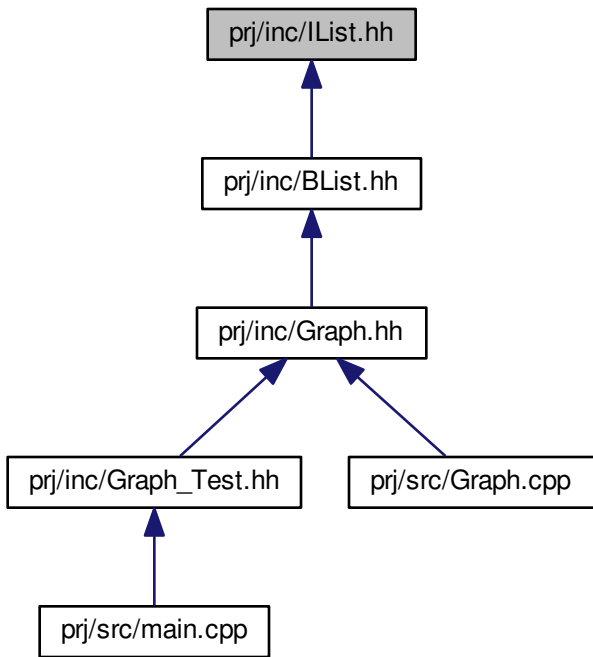 prj/inc/IList.hh
prj/inc/BList.hh
prj/inc/Graph.hh
prj/inc/Graph_Test.hh
prj/src/Graph.cpp
prj/src/main.cpp